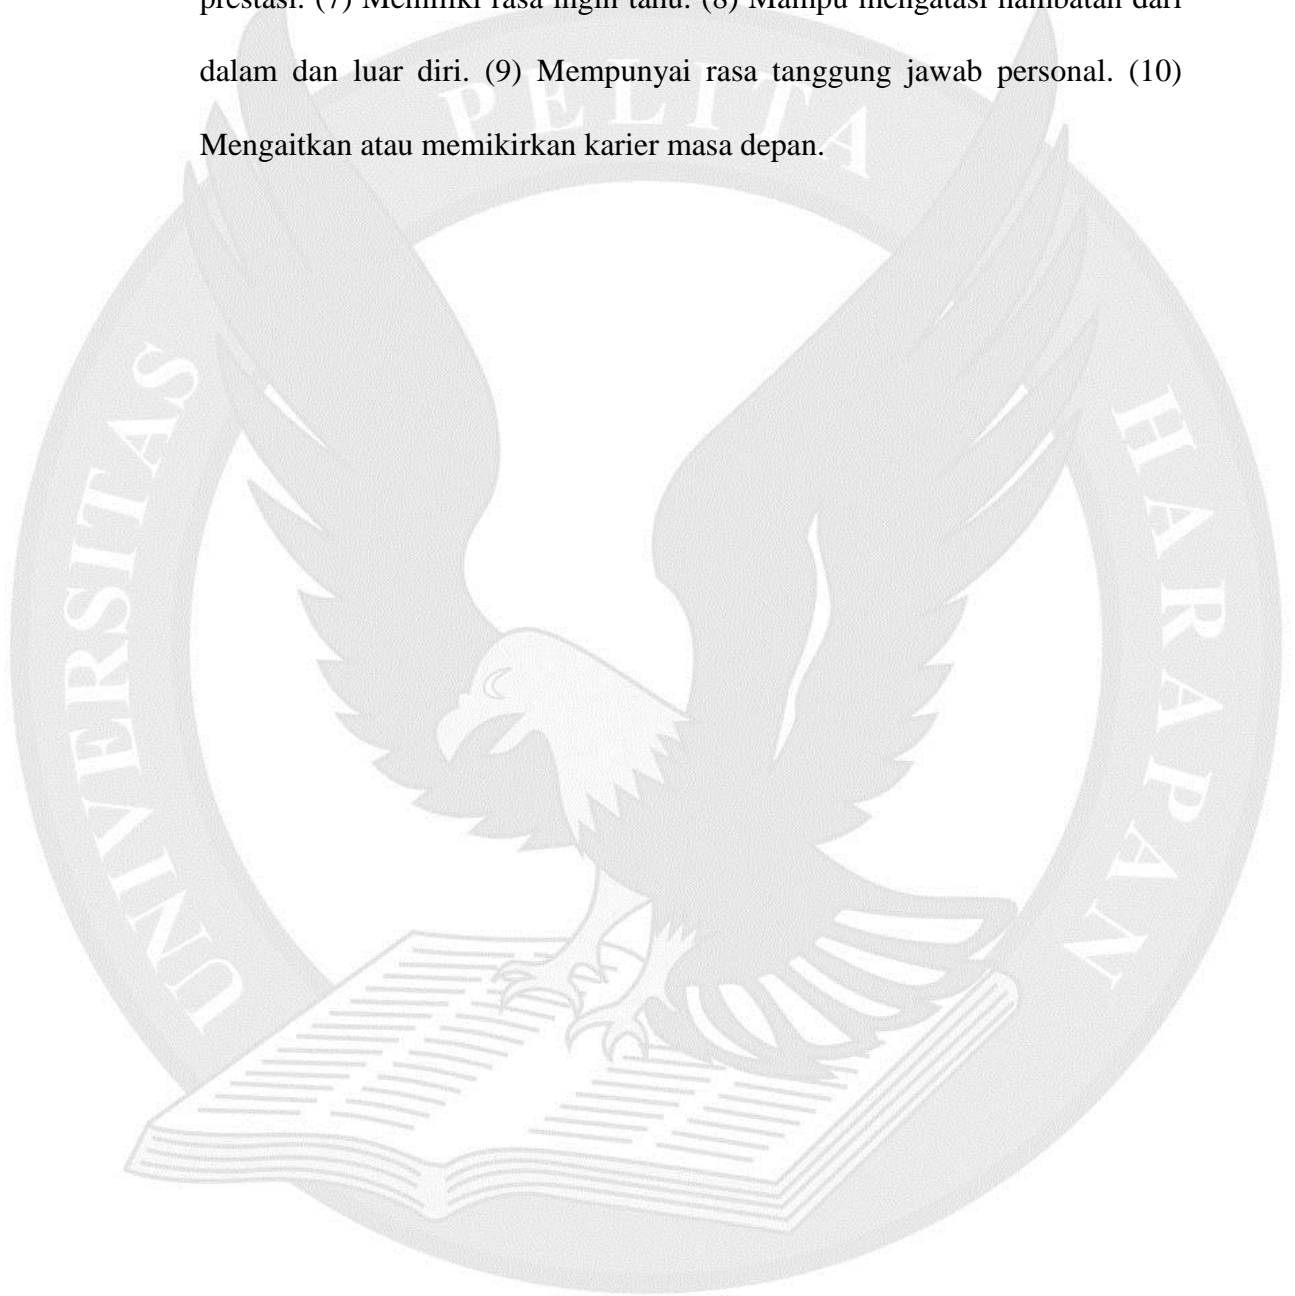 prestasi. (7) Memiliki rasa ingin tahu. (8) Mampu mengatasi hambatan dari
dalam dan luar diri. (9) Mempunyai rasa tanggung jawab personal. (10)
Mengaitkan atau memikirkan karier masa depan.
UNIVERSITAS PELITA HARAPAN